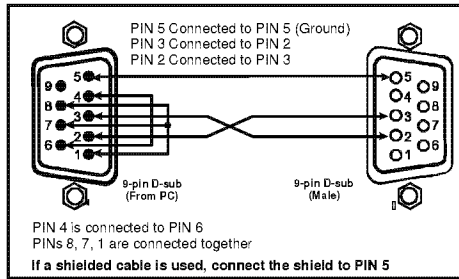 PIN 5 Connected to PIN 5 (Ground)
PIN 3 Connected to PIN 2
PIN 2 Connected to PIN 3
5
9
4
8
3
7
2
6
1
5
9
4
8
3
7
2
6
1
9-pin D-sub
(From PC)
9-pin D-sub
(Male)
PIN 4 is connected to PIN 6
PINs 8, 7, 1 are connected together
If a shielded cable is used, connect the shield to PIN 5